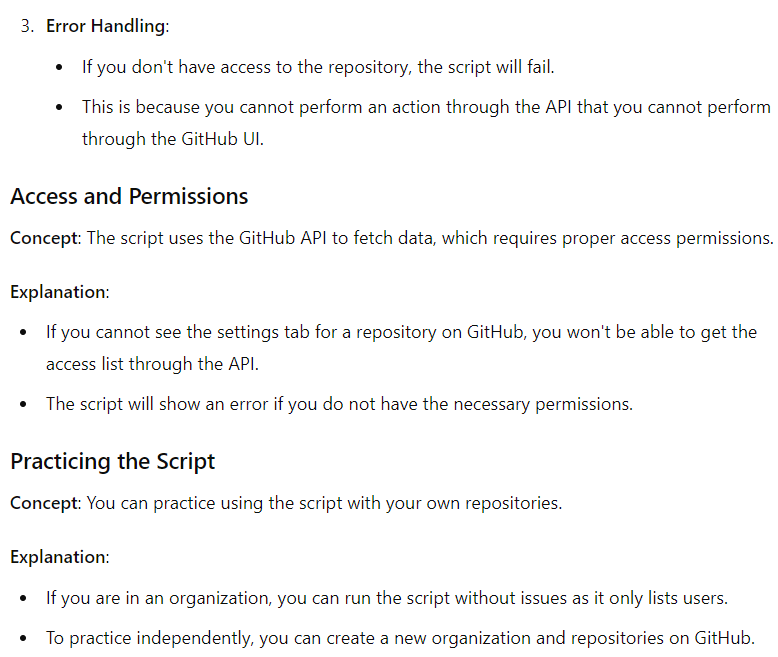 3. Error Handling:
• If you don't have access to the repository, the script will fail.
• This is because you cannot perform an action through the API that you cannot perform
through the GitHub UI.
Access and Permissions
Concept: The script uses the GitHub API to fetch data, which requires proper access permissions.
Explanation:
• If you cannot see the settings tab for a repository on GitHub, you won't be able to get the
access list through the API.
• The script will show an error if you do not have the necessary permissions.
Practicing the Script
Concept: You can practice using the script with your own repositories.
Explanation:
• If you are in an organization, you can run the script without issues as it only lists users.
• To practice independently, you can create a new organization and repositories on GitHub.